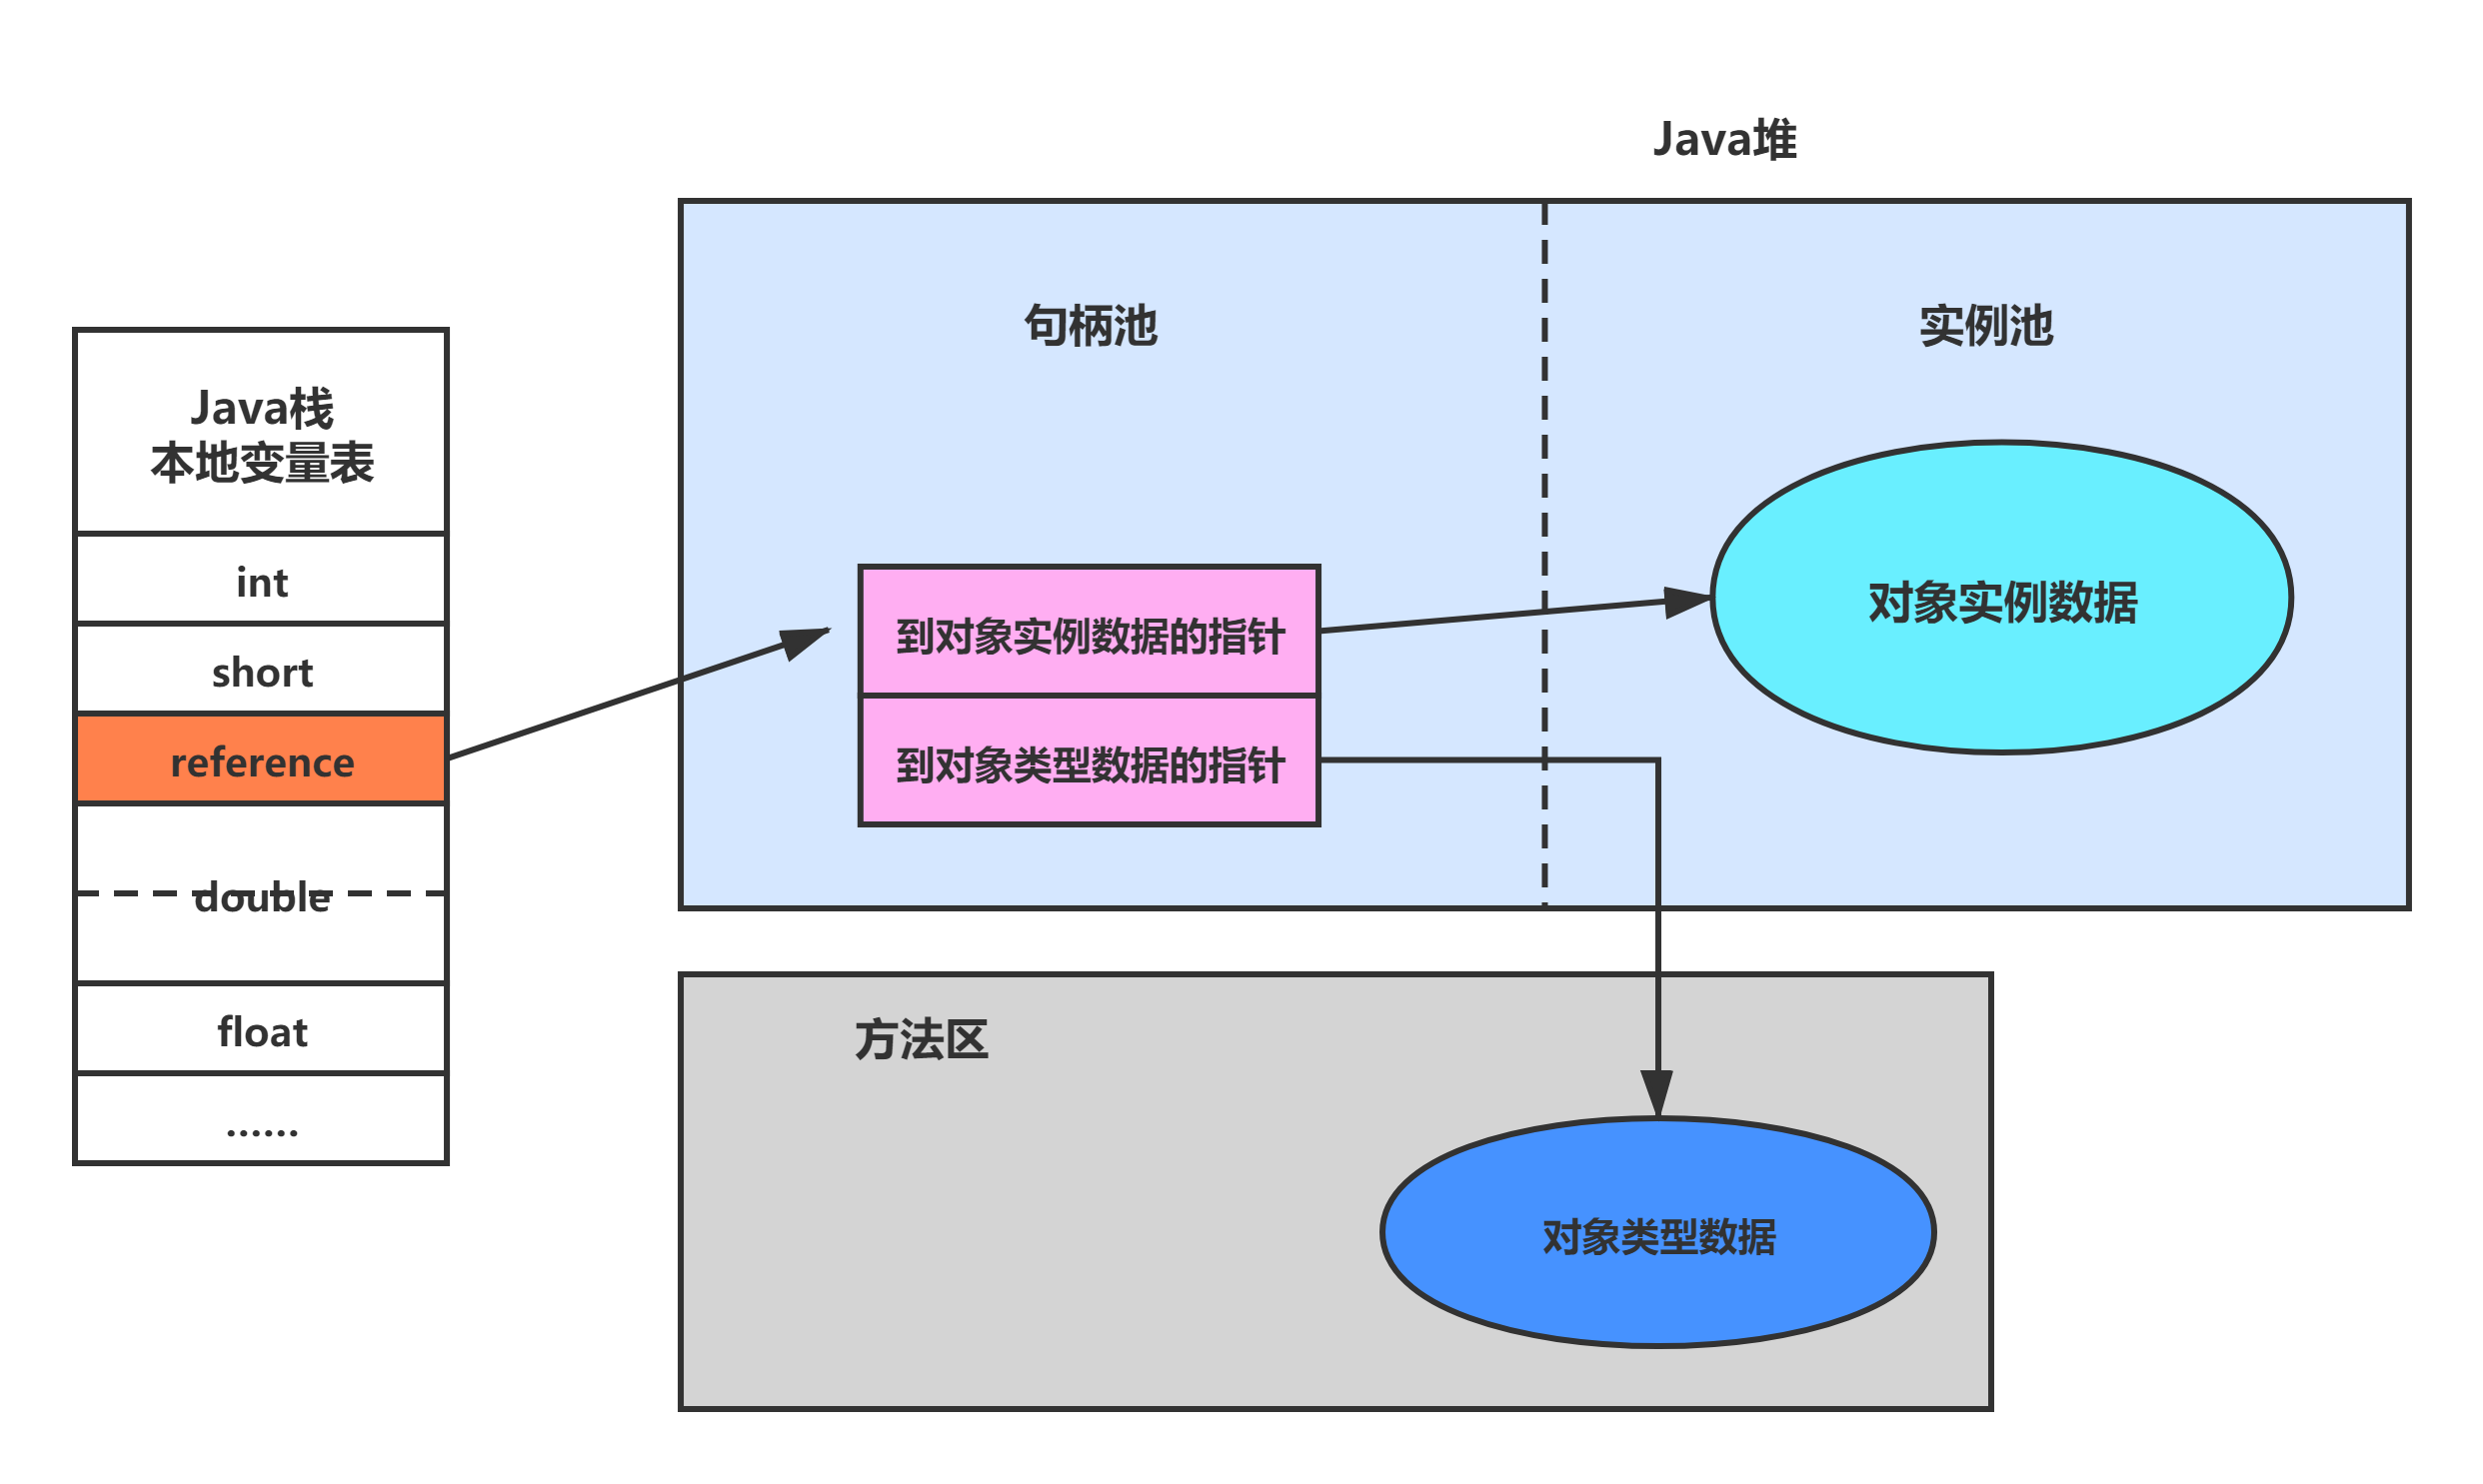 Java堆
句柄池
实例池
Java栈
本地变量表
int
short
reference
double
float
......
到对象实例数据的指针
到对象类型数据的指针
对象实例数据
方法区
对象类型数据